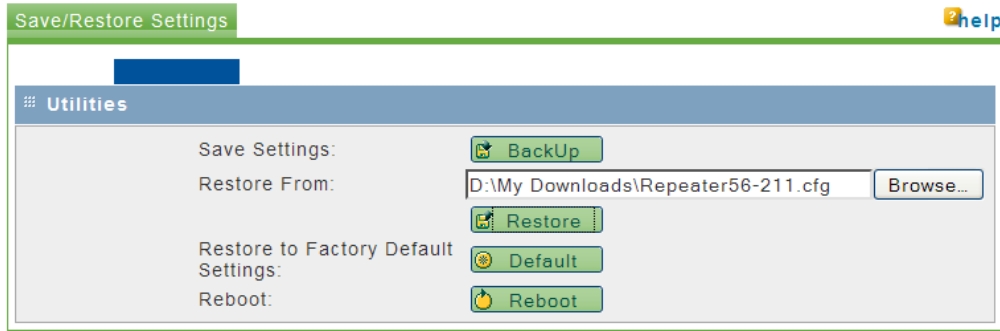 Save/Restore Settings
help
Utilities
Save Settings:
BackUp
Restore From:
D:\My Downloads\Repeater56-211.cfg
Browse...
Restore
Restore to Factory Default
Settings:
Default
Reboot:
Reboot